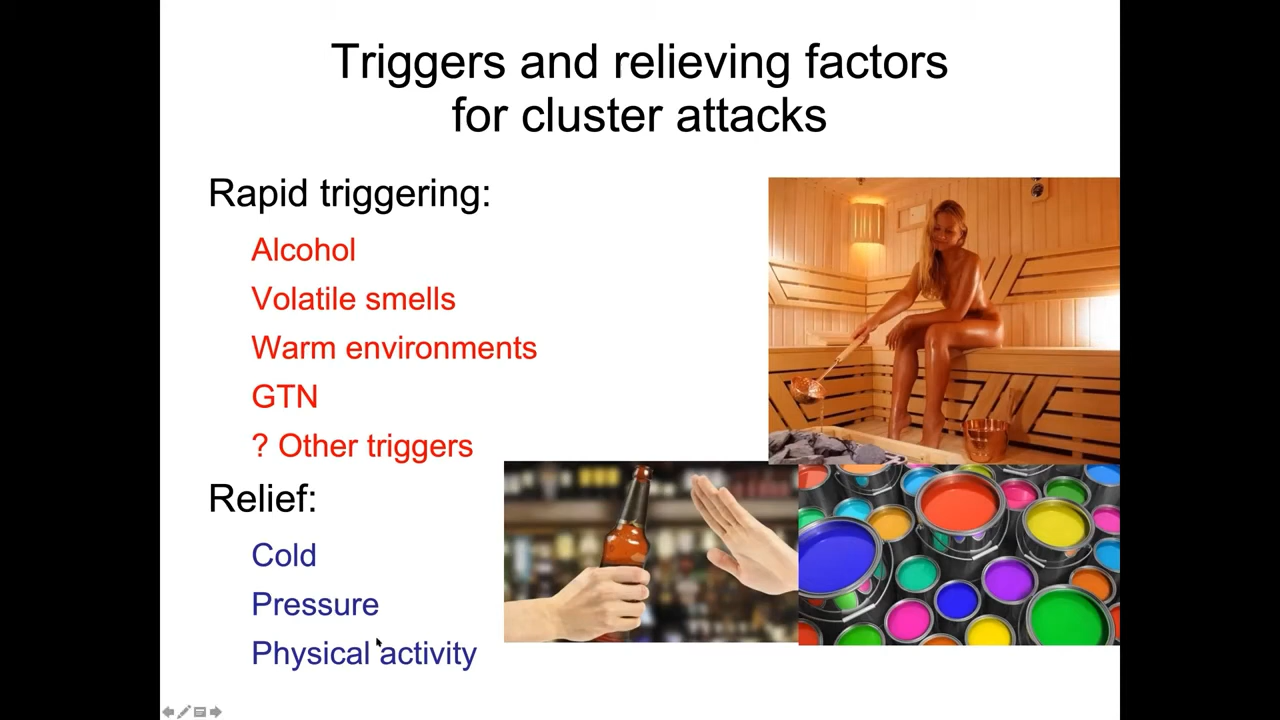 Triggers and relieving factors
for cluster attacks
Rapid triggering:
Alcohol
Volatile smells
Warm environments
GTN
? Other triggers
Relief:
Cold
Pressure
Physical activity